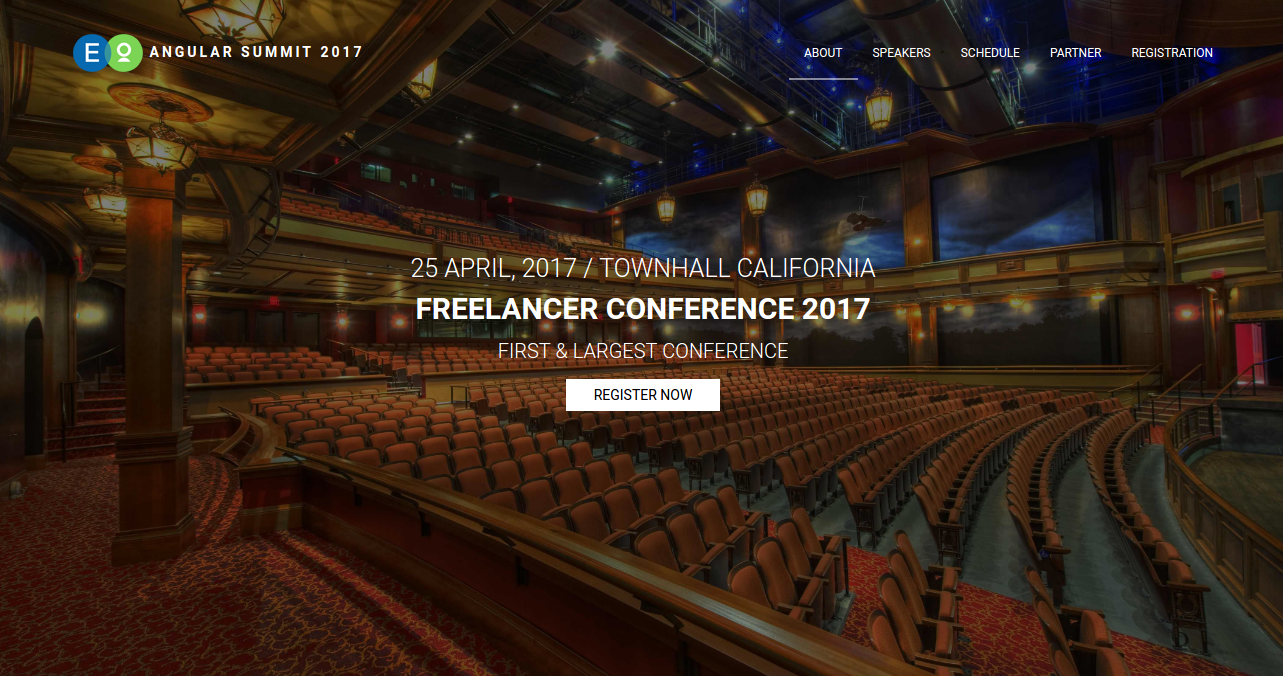 E
ANGULAR SUMMIT 2017
ABOUT SPEAKERS SCHEDULE PARTNER REGISTRATION
25 APRIL, 2017 / TOWNHALL CALIFORNIA
FREELANCER CONFERENCE 2017
FIRST & LARGEST CONFERENCE
REGISTER NOW